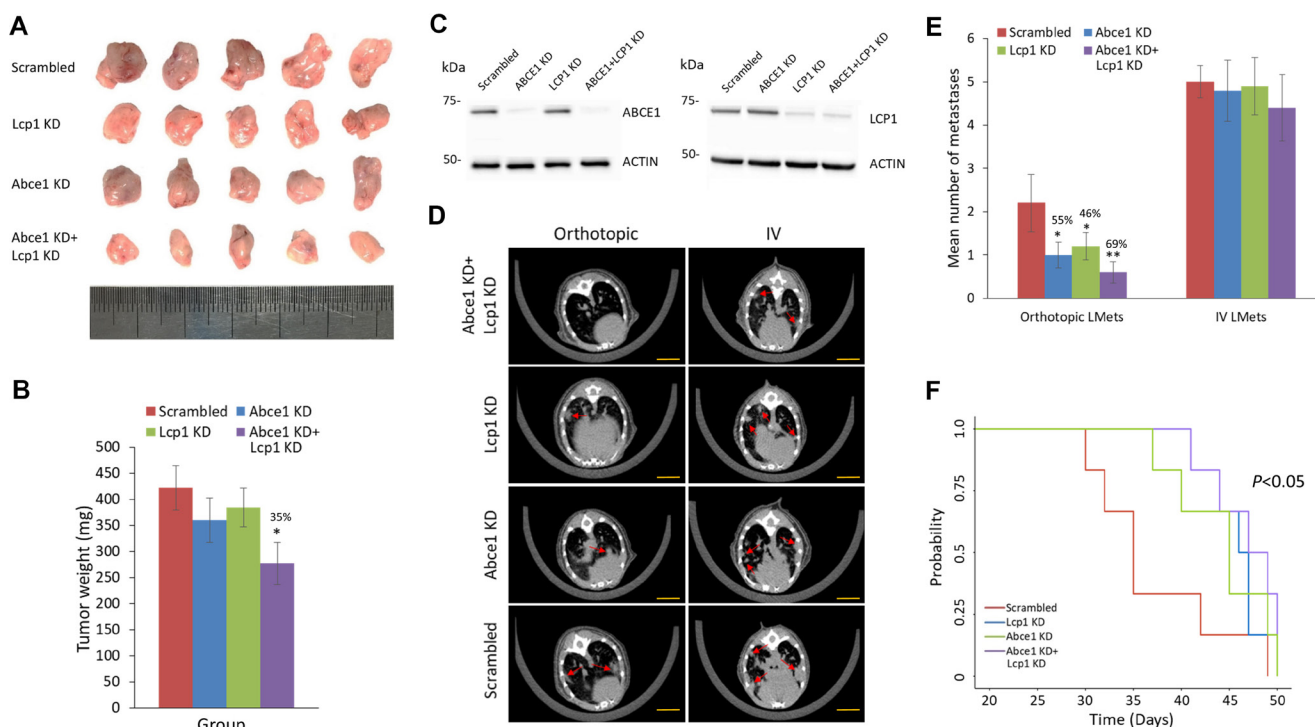 A
Scrambled
Lcp1 KD
Abce1 KD
Abce1 KD+
Lcp1 KD
B
Scrambled
Abce1 KD
Lcp1 KD
Abce1 KD+
Lcp1 KD
Tumor weight (mg)
500
450
400
350
300
250
200
150
100
50
0
35%
*
Group
C
kDa
Scrambled
ABCE1 KD
LCP1 KD
ABCE1+LCP1 KD
75-
50-
ABCE1
ACTIN
kDa
Scrambled
ABCE1 KD
LCP1 KD
ABCE1+LCP1 KD
75-
50-
LCP1
ACTIN
D
Orthotopic
IV
Abce1 KD+
Lcp1 KD
Lcp1 KD
Abce1 KD
Scrambled
E
Scrambled
Abce1 KD
Lcp1 KD
Abce1 KD+
Lcp1 KD
Mean number of metastases
6
5
4
3
2
1
0
55%
*
46%
*
69%
**
Orthotopic LMets
IV LMets
F
Probability
1.0
0.75
0.5
0.25
0
P<0.05
Scrambled
Lcp1 KD
Abce1 KD
Abce1 KD+
Lcp1 KD
20 25 30 35 40 45 50
Time (Days)